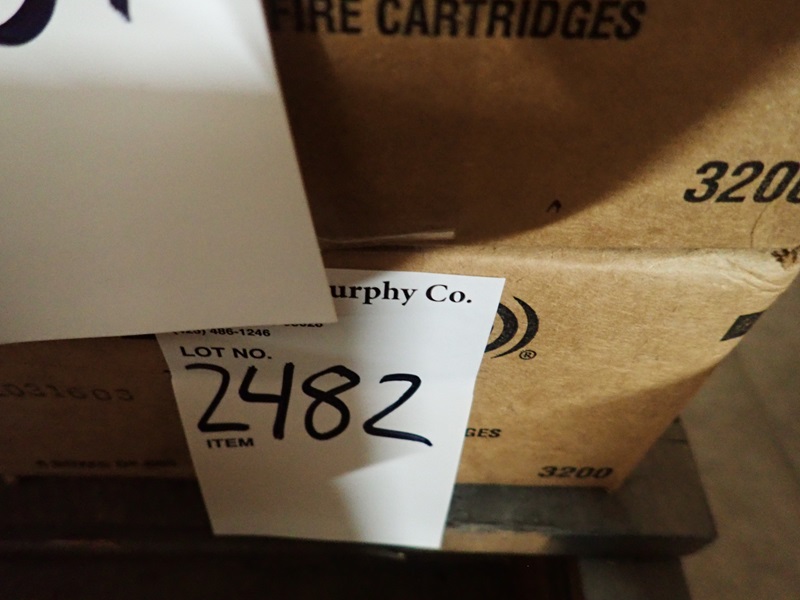 FIRE CARTRIDGES
3200
urphy Co.
486-1246
LOT NO.
2482
ITEM
®
GES
3200